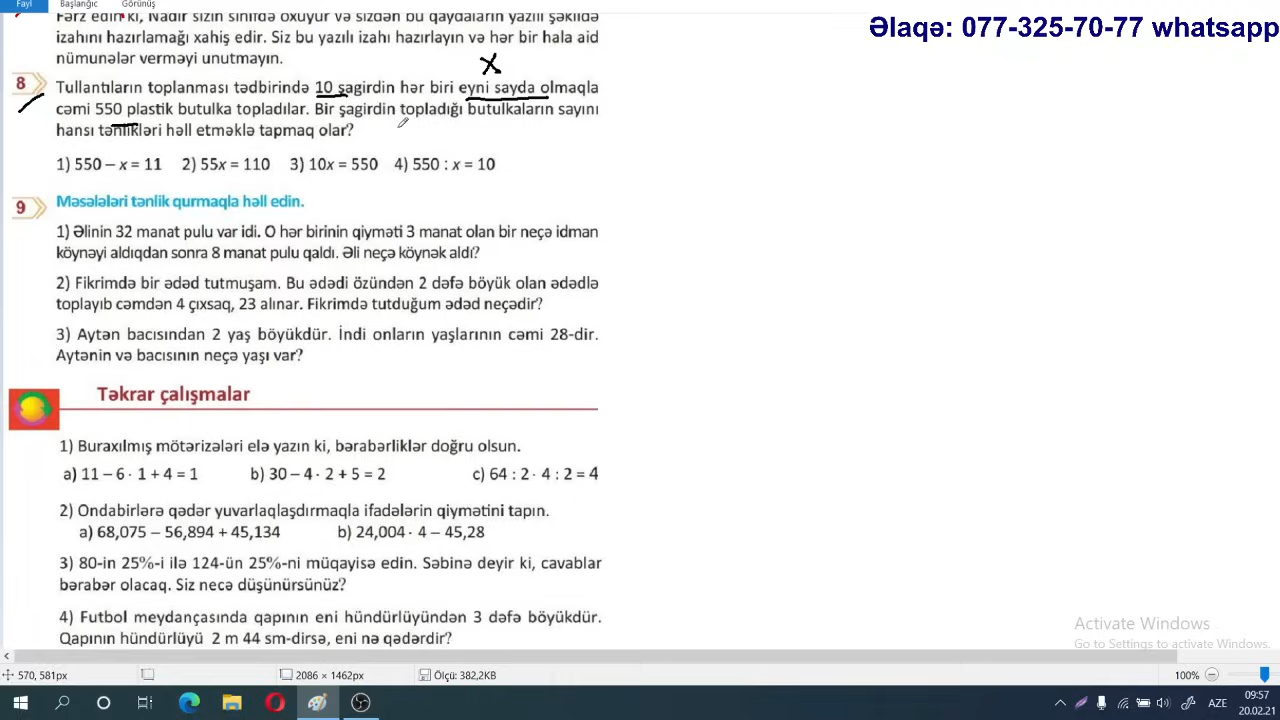 Fayl Başlanğıc Görünüş
Əlaqə: 077-325-70-77 whatsapp
Fərz edin ki, Nadir sizin sinifdə oxuyur və sizdən bu qaydaların yazılı şəkildə
izahını hazırlamağı xahiş edir. Siz bu yazılı izahı hazırlayın və hər bir hala aid
nümunələr verməyi unutmayın.
x
8 Tullantıların toplanması tədbirində 10 şagirdin hər biri eyni sayda olmaqla
cəmi 550 plastik butulka topladılar. Bir şagirdin topladığı butulkaların sayını
hansı tənlikləri həll etməklə tapmaq olar?
1) 550 – x = 11 2) 55x = 110 3) 10x = 550 4) 550 : x = 10
9 Məsələləri tənlik qurmaqla həll edin.
1) Əlinin 32 manat pulu var idi. O hər birinin qiyməti 3 manat olan bir neçə idman
köynəyi aldıqdan sonra 8 manat pulu qaldı. Əli neçə köynək aldı?
2) Fikrimdə bir ədəd tutmuşam. Bu ədədi özündən 2 dəfə böyük olan ədədlə
toplayıb cəmdən 4 çıxsaq, 23 alınar. Fikrimdə tutduğum ədəd neçədir?
3) Aytən bacısından 2 yaş böyükdür. İndi onların yaşlarının cəmi 28-dir.
Aytənin və bacısının neçə yaşı var?
Təkrar çalışmalar
1) Buraxılmış mötərizələri elə yazın ki, bərabərliklər doğru olsun.
a) 11 – 6 · 1 + 4 = 1 b) 30 – 4 · 2 + 5 = 2 c) 64 : 2 · 4 : 2 = 4
2) Ondabirlərə qədər yuvarlaqlaşdırmaqla ifadələrin qiymətini tapın.
a) 68,075 – 56,894 + 45,134 b) 24,004 · 4 – 45,28
3) 80-in 25%-i ilə 124-ün 25%-ni müqayisə edin. Səbinə deyir ki, cavablar
bərabər olacaq. Siz necə düşünürsünüz?
4) Futbol meydançasında qapının eni hündürlüyündən 3 dəfə böyükdür.
Qapının hündürlüyü 2 m 44 sm-dirsə, eni nə qədərdir?
Activate Windows
Go to Settings to activate Windows.
570, 581px 2086 × 1462px Ölçü: 382,2KB 100%
AZE 09:57
20.02.21